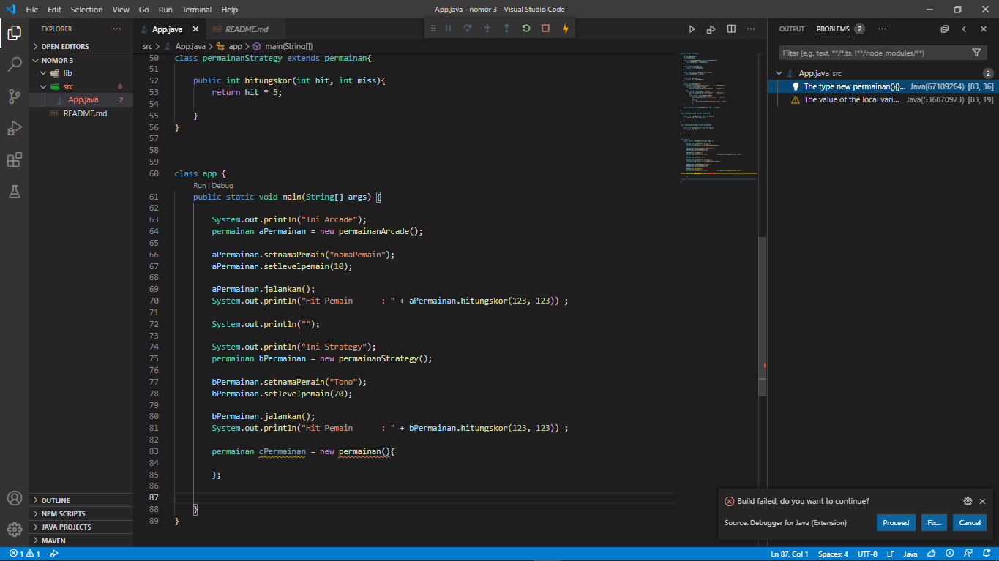 File Edit Selection View Go Run Terminal Help
App.java - nomor 3 - Visual Studio Code
EXPLORER
OPEN EDITORS
NOMOR 3
lib
src
App.java 2
README.md
OUTLINE
NPM SCRIPTS
JAVA PROJECTS
MAVEN
App.java
README.md
src > App.java > app > main(String[])
50 class permainanStrategy extends permainan{
51
52 public int hitungskor(int hit, int miss){
53 return hit * 5;
54
55 }
56 }
57
58
59
60 class app {
Run | Debug
61 public static void main(String[] args) {
62
63 System.out.println("Ini Arcade");
64 permainan aPermainan = new permainanArcade();
65
66 aPermainan.setnamaPemain("namaPemain");
67 aPermainan.setlevelpemain(10);
68
69 aPermainan.jalankan();
70 System.out.println("Hit Pemain      : " + aPermainan.hitungskor(123, 123)) ;
71
72 System.out.println("");
73
74 System.out.println("Ini Strategy");
75 permainan bPermainan = new permainanStrategy();
76
77 bPermainan.setnamaPemain("Tono");
78 bPermainan.setlevelpemain(70);
79
80 bPermainan.jalankan();
81 System.out.println("Hit Pemain      : " + bPermainan.hitungskor(123, 123)) ;
82
83 permainan cPermainan = new permainan(){
84
85 };
86
87
88 }
89 }
OUTPUT PROBLEMS 2
Filter (e.g. text, **/*.ts, !**/node_modules/**)
App.java src 2
The type new permainan(){}... Java(67109264) [83, 36]
The value of the local vari... Java(536870973) [83, 19]
Build failed, do you want to continue?
Source: Debugger for Java (Extension)
Proceed
Fix...
Cancel
1 1
Ln 87, Col 1 Spaces: 4 UTF-8 LF Java